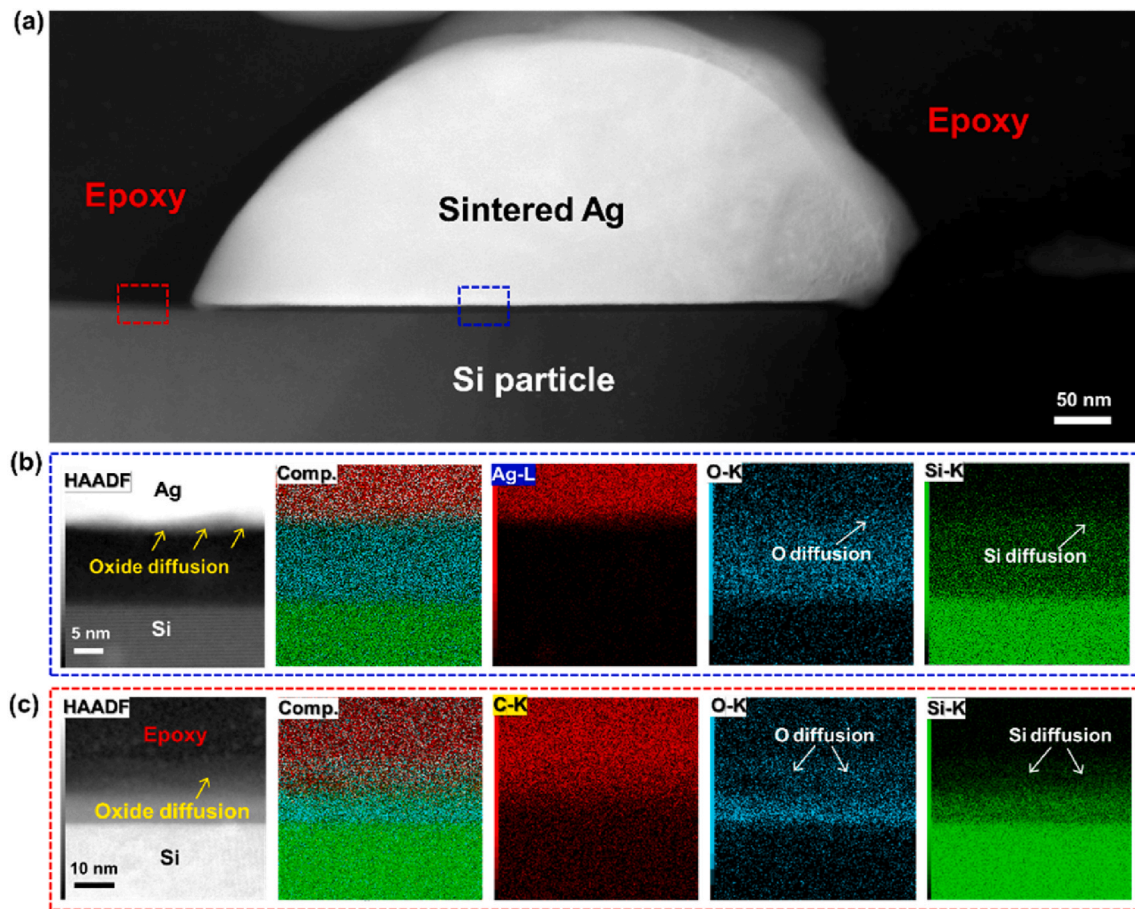 (a)
Epoxy
Epoxy
Sintered Ag
Si particle
50 nm
(b)
HAADF
Ag
Oxide diffusion
Si
5 nm
Comp.
Ag-L
O-K
O diffusion
Si-K
Si diffusion
(c)
HAADF
Epoxy
Oxide diffusion
Si
10 nm
Comp.
C-K
O-K
O diffusion
Si-K
Si diffusion